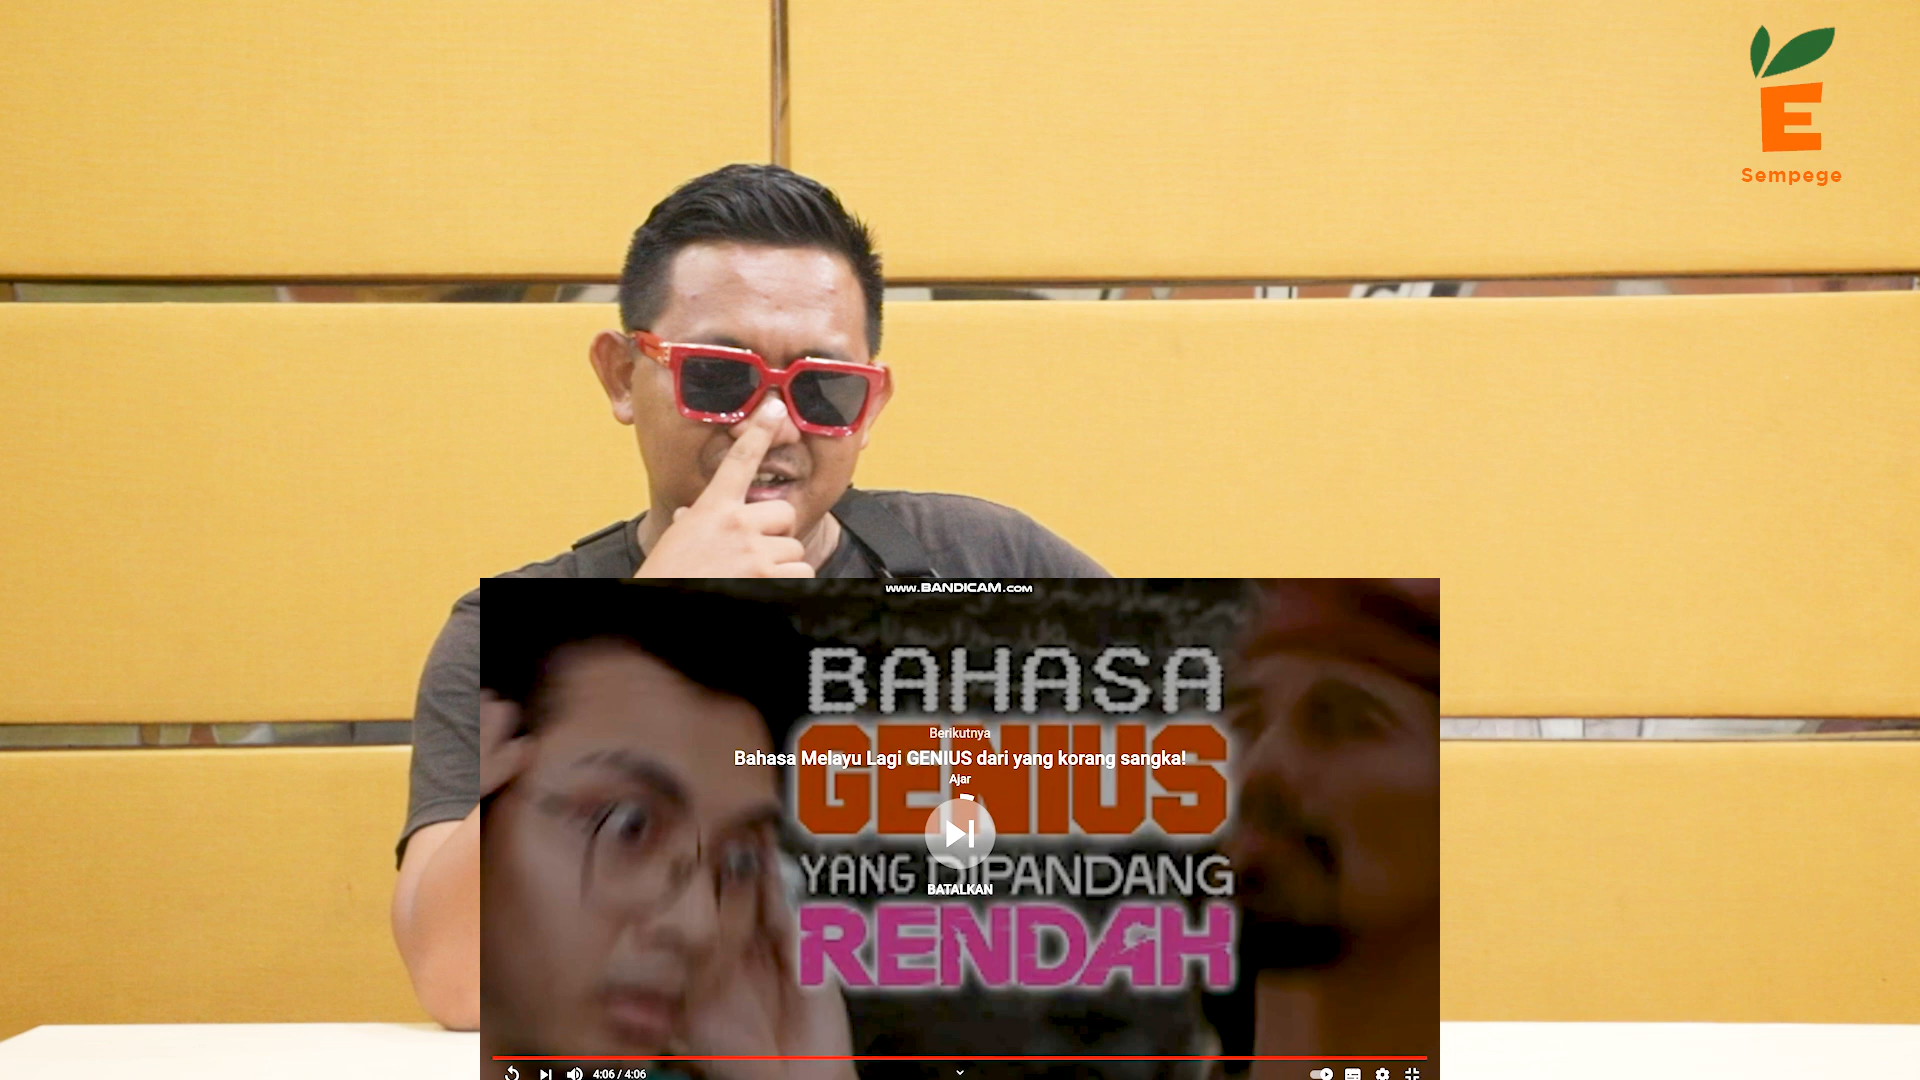 E
Sempege
www.BANDICAM.com
BAHASA
Berikutnya
Bahasa Melayu Lagi GENIUS dari yang korang sangka!
Ajar
GENIUS
YANG DIPANDANG
BATALKAN
RENDAH
4:06 / 4:06